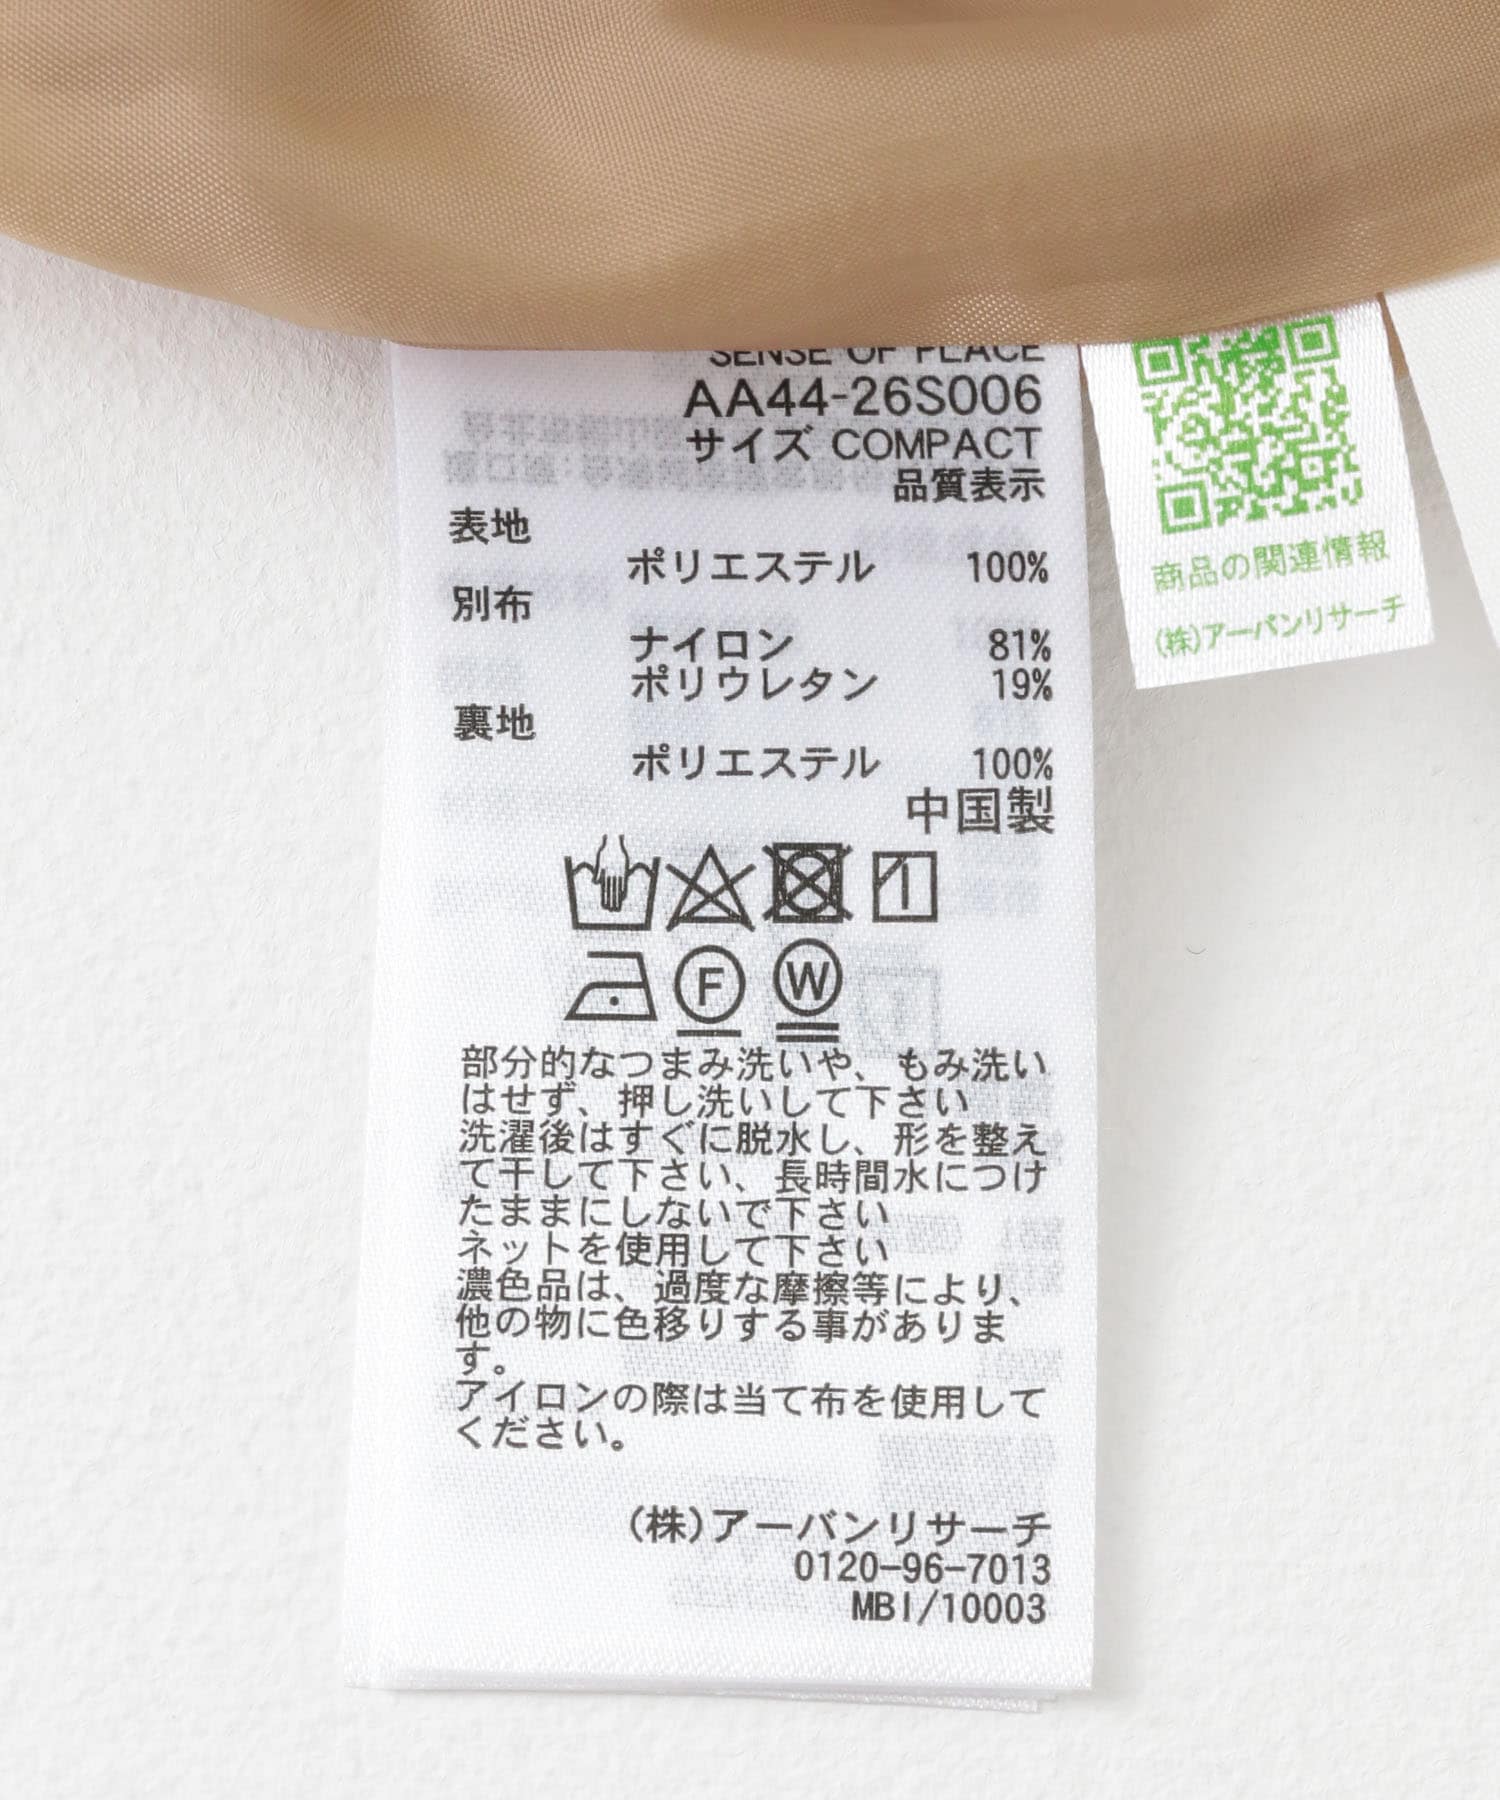 SENSE OF PLACE
AA44-26S006
サイズ COMPACT
品質表示
表地
ポリエステル 100%
別布
ナイロン 81%
ポリウレタン 19%
裏地
ポリエステル 100%
中国製
F W
部分的なつまみ洗いや、もみ洗い
はせず、押し洗いして下さい
洗濯後はすぐに脱水し、形を整え
て干して下さい、長時間水につけ
たままにしないで下さい
ネットを使用して下さい
濃色品は、過度な摩擦等により、
他の物に色移りする事がありま
す。
アイロンの際は当て布を使用して
ください。
(株)アーバンリサーチ
0120-96-7013
MBI/10003
商品の関連情報
(株)アーバンリサーチ